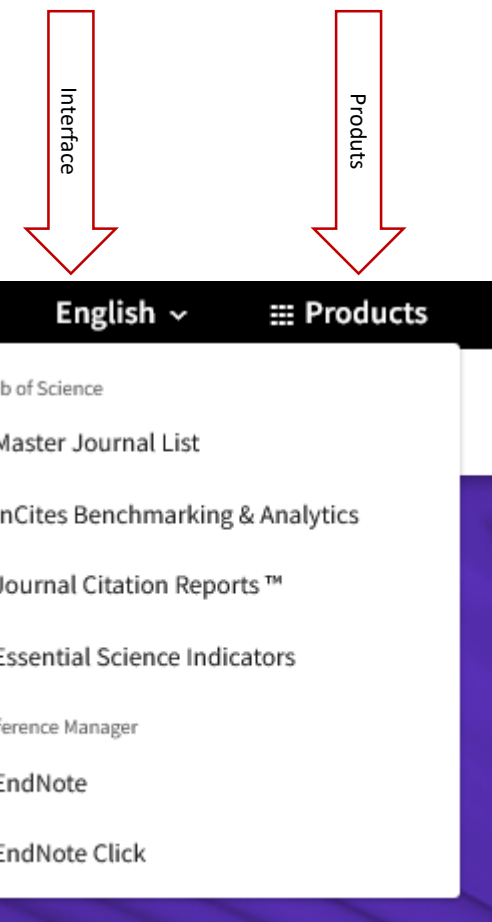 Interface
Produts
English
Products
b of Science
Master Journal List
nCites Benchmarking & Analytics
Journal Citation Reports ™
Essential Science Indicators
ference Manager
EndNote
EndNote Click